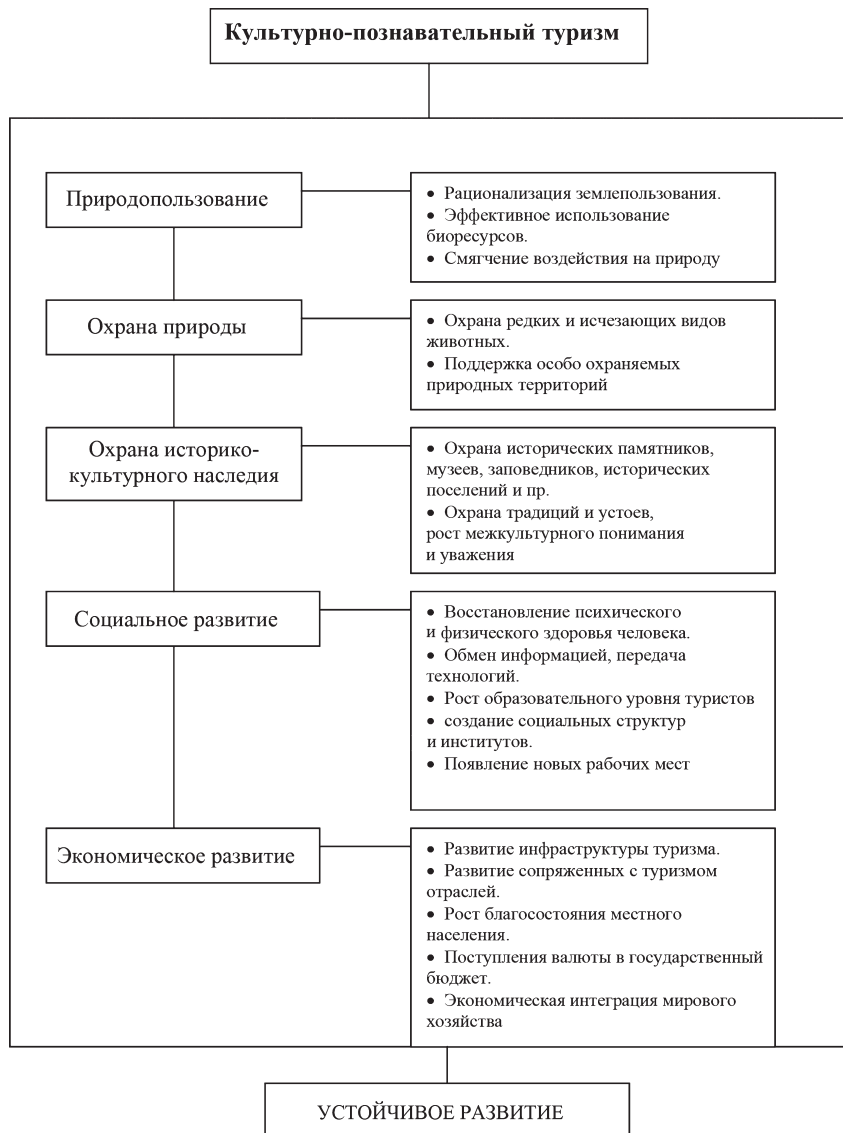 Культурно-познавательный туризм
Природопользование
• Рационализация землепользования.
• Эффективное использование
биоресурсов.
• Смягчение воздействия на природу
Охрана природы
• Охрана редких и исчезающих видов
животных.
• Поддержка особо охраняемых
природных территорий
Охрана историко-
культурного наследия
• Охрана исторических памятников,
музеев, заповедников, исторических
поселений и пр.
• Охрана традиций и устоев,
рост межкультурного понимания
и уважения
Социальное развитие
• Восстановление психического
и физического здоровья человека.
• Обмен информацией, передача
технологий.
• Рост образовательного уровня туристов
• создание социальных структур
и институтов.
• Появление новых рабочих мест
Экономическое развитие
• Развитие инфраструктуры туризма.
• Развитие сопряженных с туризмом
отраслей.
• Рост благосостояния местного
населения.
• Поступления валюты в государственный
бюджет.
• Экономическая интеграция мирового
хозяйства
УСТОЙЧИВОЕ РАЗВИТИЕ